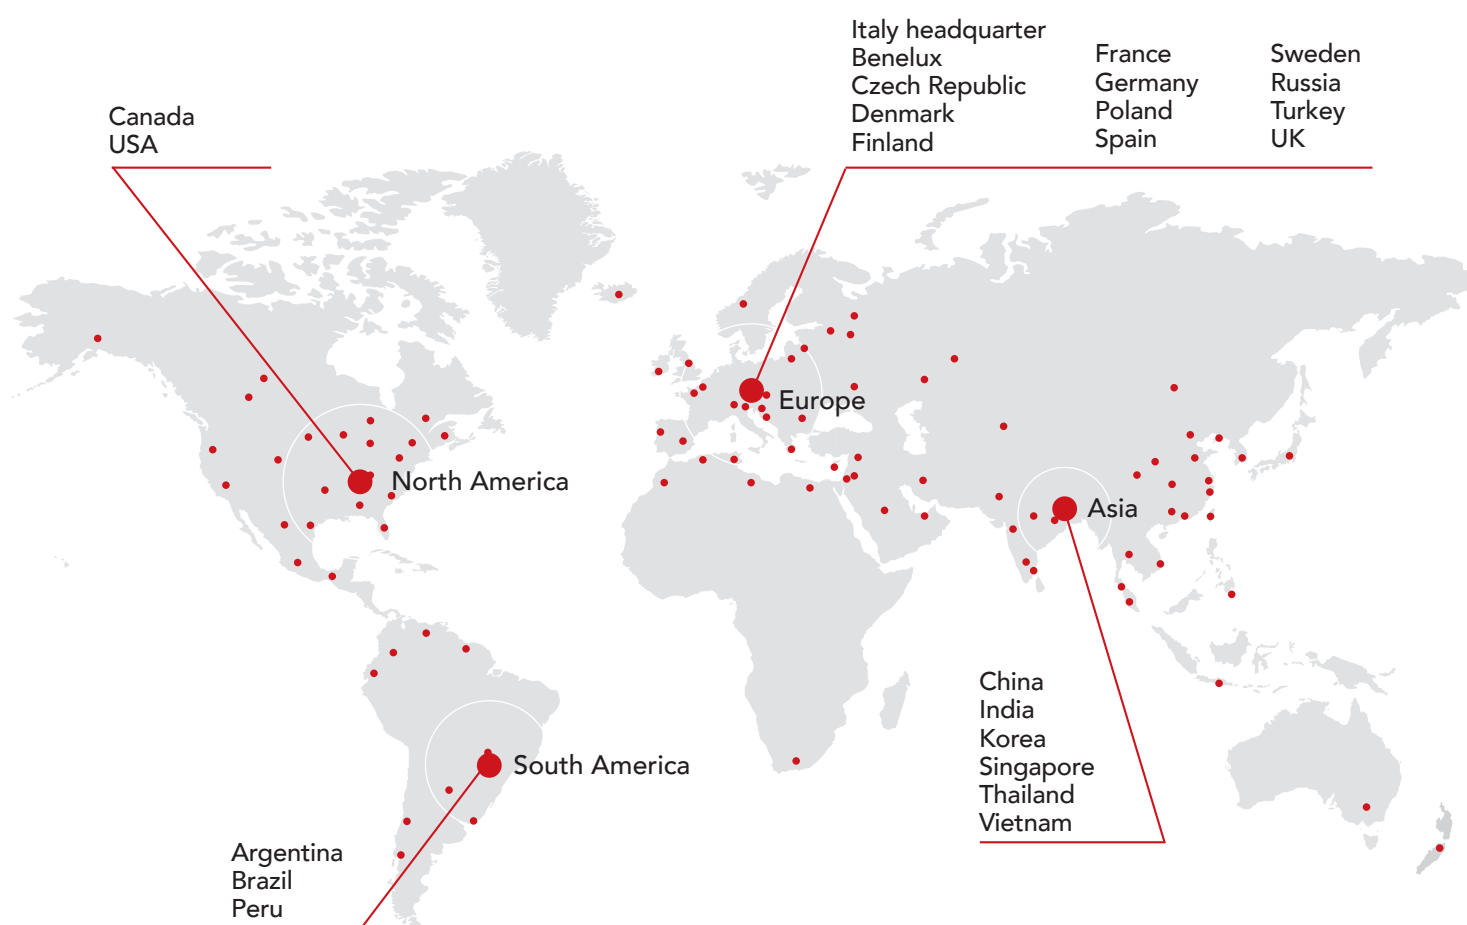 Italy headquarter
Benelux
Czech Republic
Denmark
Finland
France
Germany
Poland
Spain
Sweden
Russia
Turkey
UK
Canada
USA
Europe
North America
Asia
China
India
Korea
Singapore
Thailand
Vietnam
South America
Argentina
Brazil
Peru